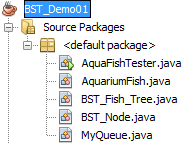 BST_Demo01
Source Packages
<default package>
AquaFishTester.java
AquariumFish.java
BST_Fish_Tree.java
BST_Node.java
MyQueue.java